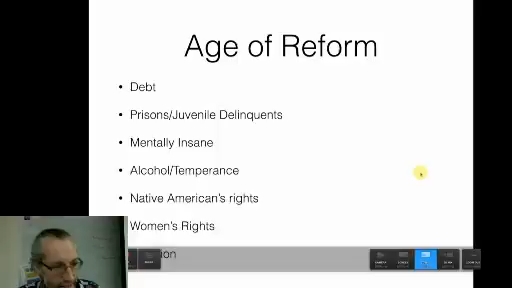 Age of Reform
• Debt
• Prisons/Juvenile Delinquents
• Mentally Insane
• Alcohol/Temperance
• Native American's rights
Women's Rights